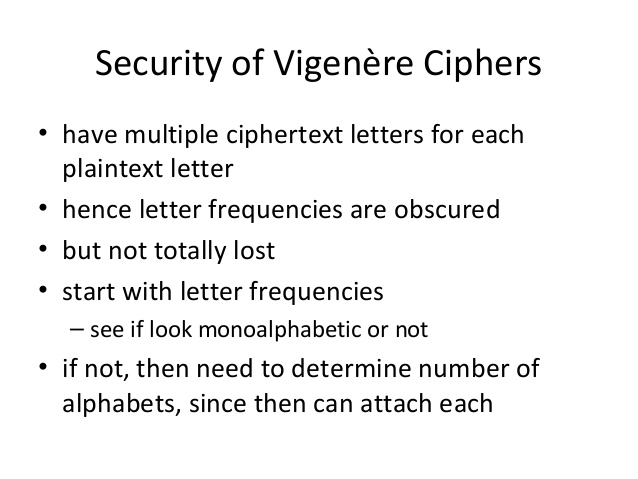 Security of Vigenère Ciphers
• have multiple ciphertext letters for each
plaintext letter
• hence letter frequencies are obscured
• but not totally lost
• start with letter frequencies
– see if look monoalphabetic or not
• if not, then need to determine number of
alphabets, since then can attach each